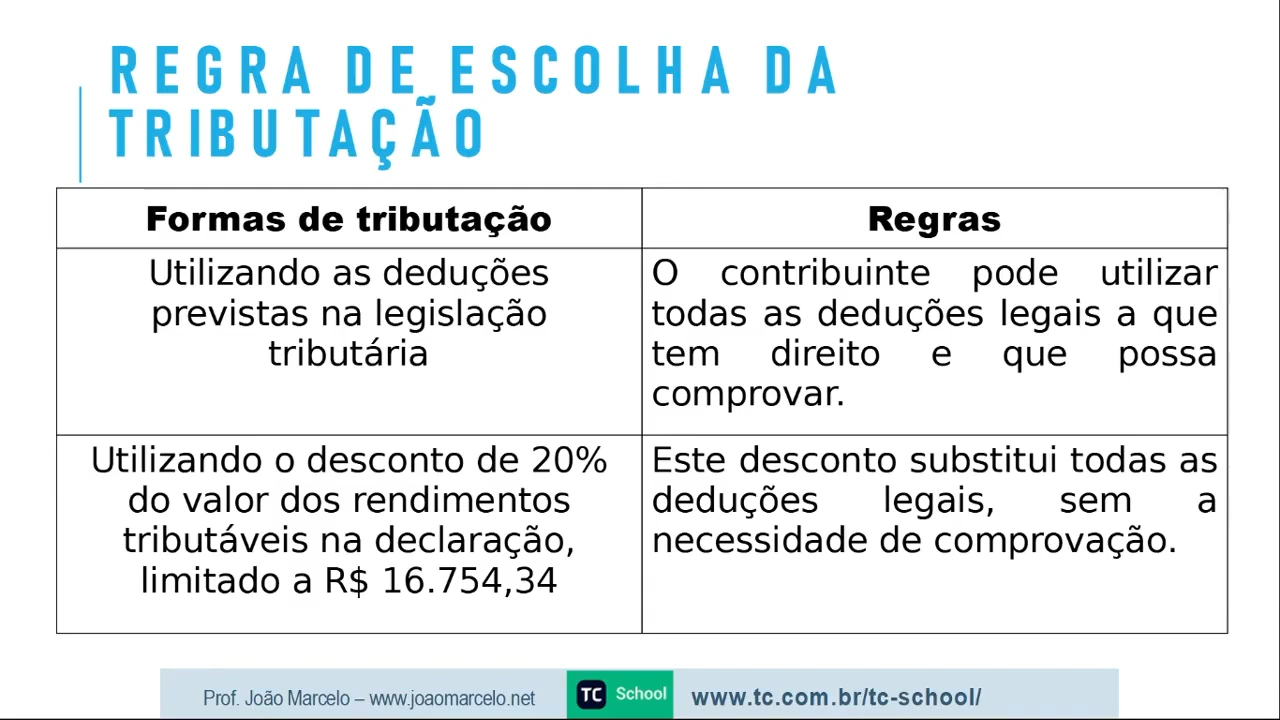 REGRA DE ESCOLHA DA
TRIBUTAÇÃO
Formas de tributação
Regras
Utilizando as deduções
previstas na legislação
tributária
O contribuinte pode utilizar
todas as deduções legais a que
tem direito e que possa
comprovar.
Utilizando o desconto de 20%
do valor dos rendimentos
tributáveis na declaração,
limitado a R$ 16.754,34
Este desconto substitui todas as
deduções legais, sem a
necessidade de comprovação.
Prof. João Marcelo – www.joaomarcelo.net
TC School
www.tc.com.br/tc-school/